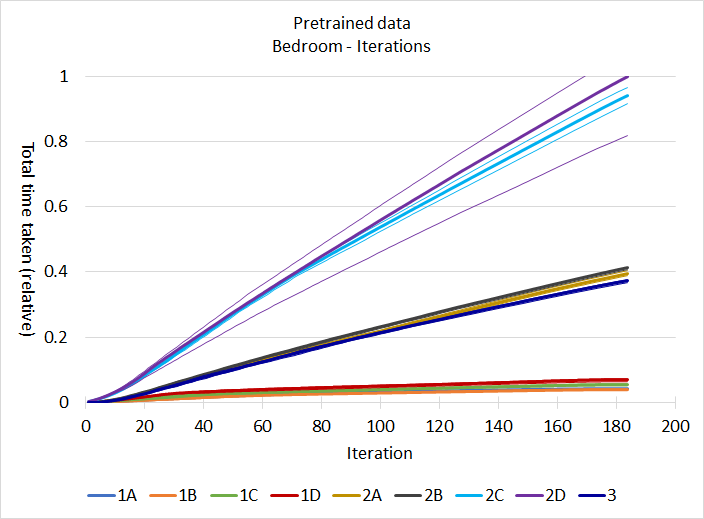 Pretrained data
Bedroom - Iterations
Total time taken (relative)
1
0.8
0.6
0.4
0.2
0
0 20 40 60 80 100 120 140 160 180 200
Iteration
1A 1B 1C 1D 2A 2B 2C 2D 3